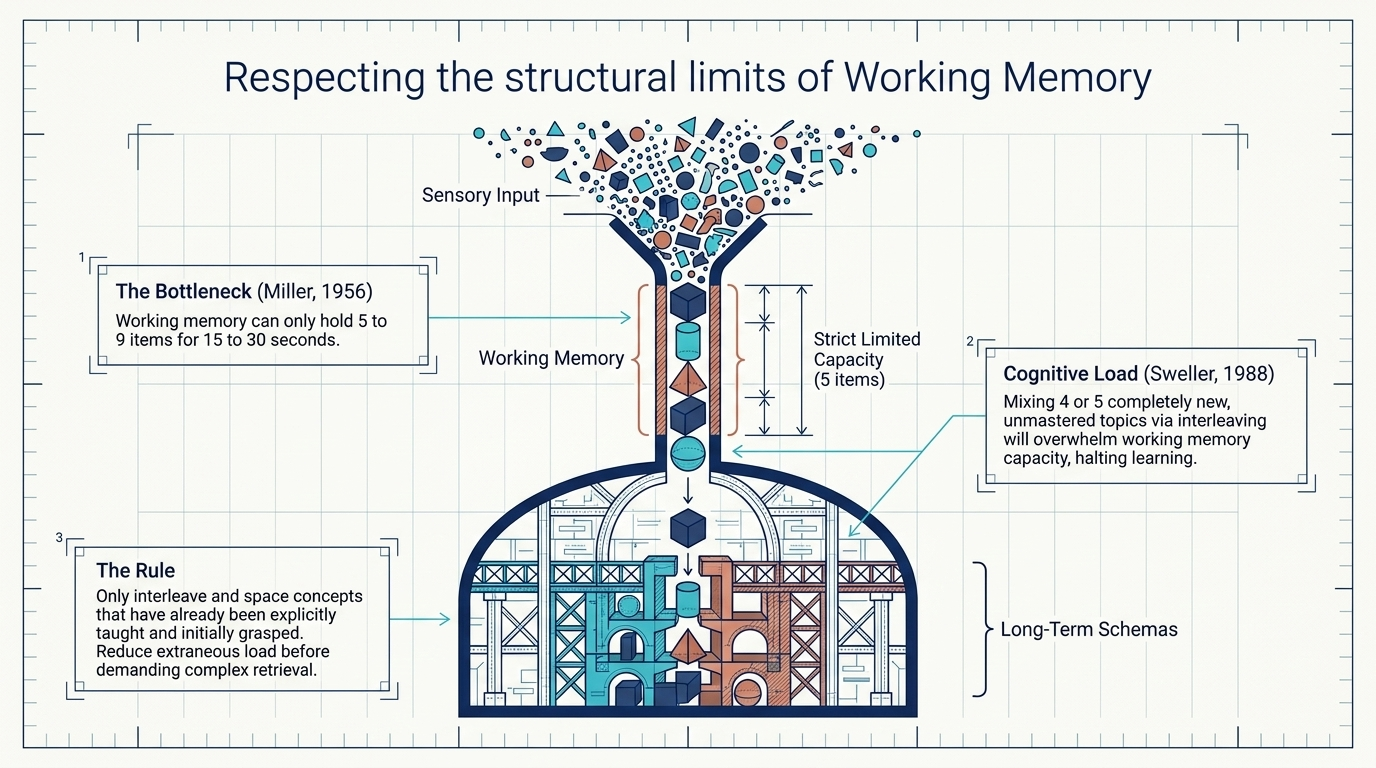 Respecting the structural limits of Working Memory
Sensory Input
1
The Bottleneck (Miller, 1956)
Working memory can only hold 5 to
9 items for 15 to 30 seconds.
Working Memory
Strict Limited
Capacity
(5 items)
2
Cognitive Load (Sweller, 1988)
Mixing 4 or 5 completely new,
unmastered topics via interleaving
will overwhelm working memory
capacity, halting learning.
3
The Rule
Only interleave and space concepts
that have already been explicitly
taught and initially grasped.
Reduce extraneous load before
demanding complex retrieval.
Long-Term Schemas